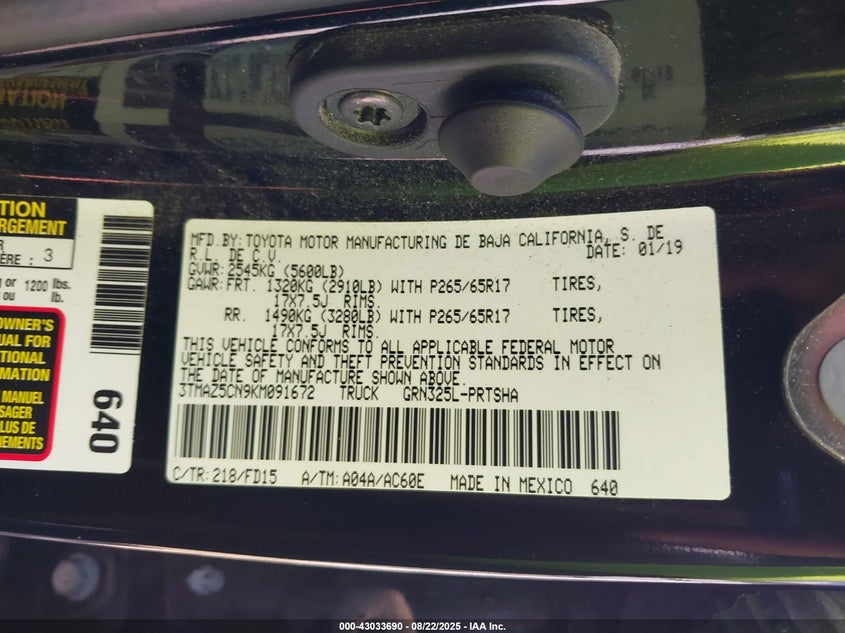 TION
RGEMENT
R
ÈRE : 3
g or 1200 lbs.
ou lb.
OWNER'S
UAL FOR
TIONAL
RMATION
MANUEL
SAGER
LUS DE
NEMENTS
640
MFD.BY:TOYOTA MOTOR MANUFACTURING DE BAJA CALIFORNIA, S. DE
R.L. DE C.V. DATE: 01/19
GVWR:2545KG (5600LB)
GAWR:FRT. 1320KG (2910LB) WITH P265/65R17 TIRES,
17X7.5J RIMS.
RR. 1490KG (3280LB) WITH P265/65R17 TIRES,
17X7.5J RIMS.
THIS VEHICLE CONFORMS TO ALL APPLICABLE FEDERAL MOTOR
VEHICLE SAFETY AND THEFT PREVENTION STANDARDS IN EFFECT ON
THE DATE OF MANUFACTURE SHOWN ABOVE.
3TMAZ5CN9KM091672 TRUCK GRN325L-PRTSHA
C/TR:218/FD15 A/TM:A04A/AC60E MADE IN MEXICO 640
000-43033690 - 08/22/2025 - IAA Inc.